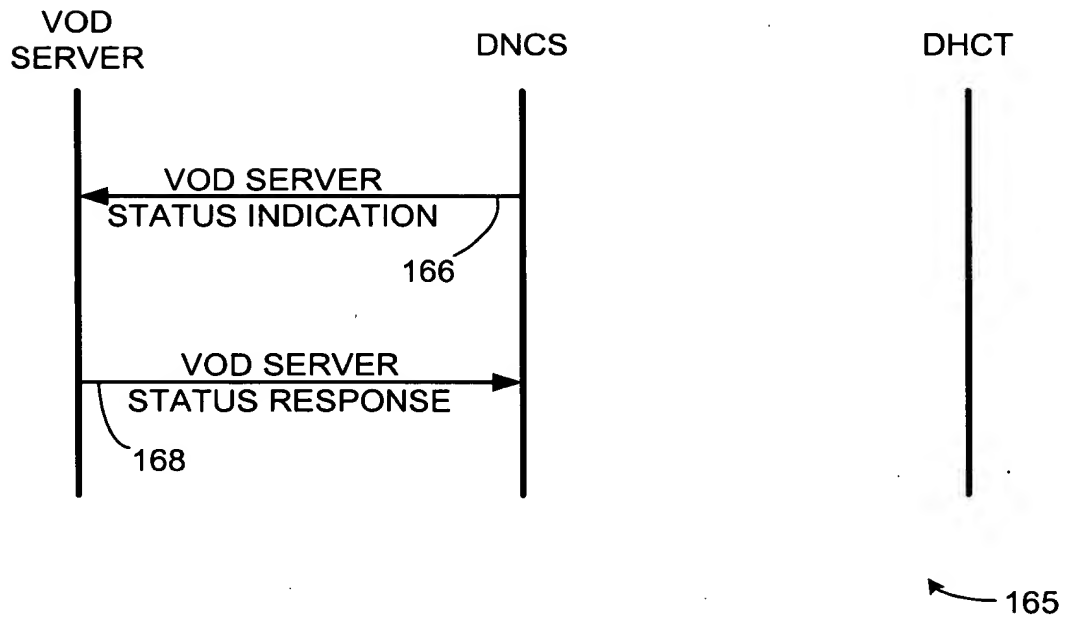 VOD
SERVER
DNCS
DHCT
VOD SERVER
STATUS INDICATION
166
VOD SERVER
STATUS RESPONSE
168
165